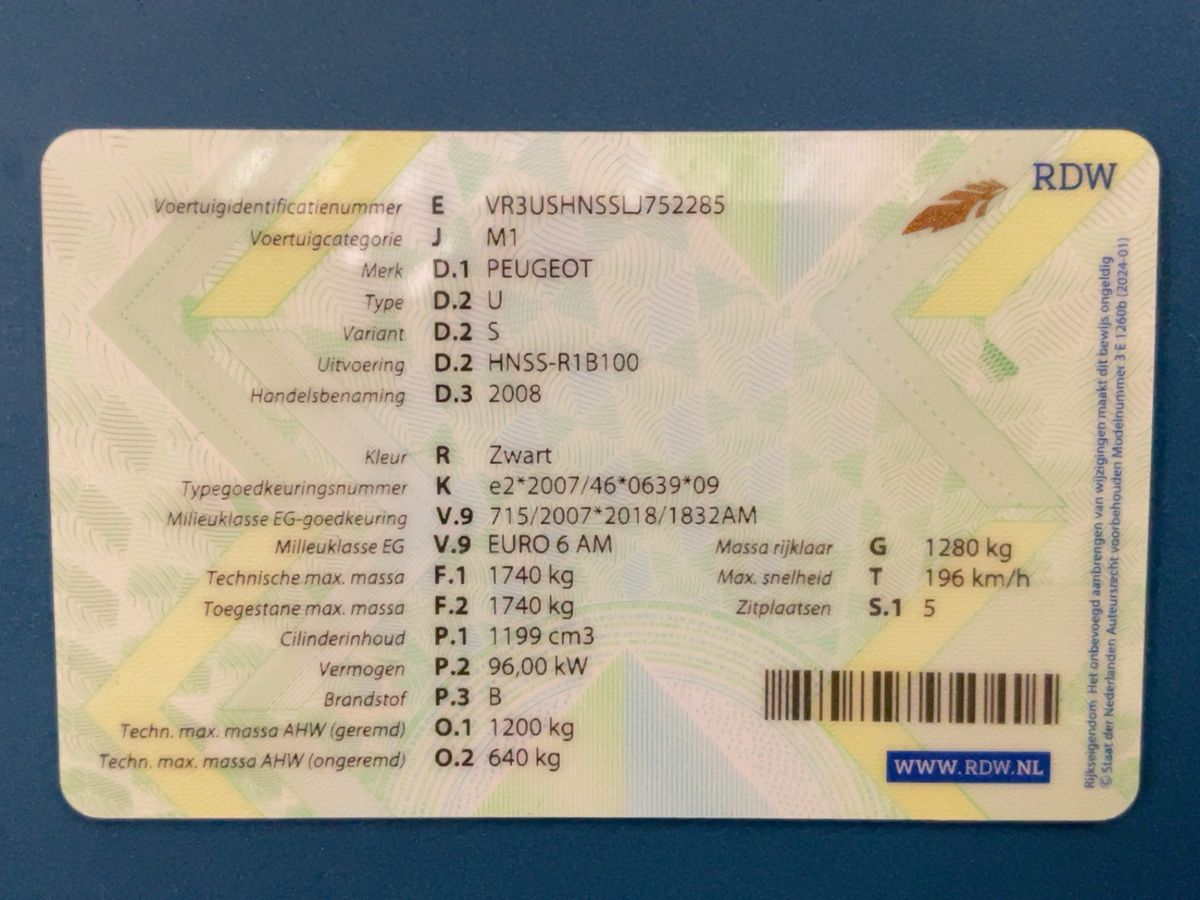 RDW
Voertuigidentificatienummer E VR3USHNSSLJ752285
Voertuigcategorie J M1
Merk D.1 PEUGEOT
Type D.2 U
Variant D.2 S
Uitvoering D.2 HNSS-R1B100
Handelsbenaming D.3 2008
Kleur R Zwart
Typegoedkeuringsnummer K e2*2007/46*0639*09
Milieuklasse EG-goedkeuring V.9 715/2007*2018/1832AM
Milieuklasse EG V.9 EURO 6 AM Massa rijklaar G 1280 kg
Technische max. massa F.1 1740 kg Max. snelheid T 196 km/h
Toegestane max. massa F.2 1740 kg Zitplaatsen S.1 5
Cilinderinhoud P.1 1199 cm3
Vermogen P.2 96,00 kW
Brandstof P.3 B
Techn. max. massa AHW (geremd) O.1 1200 kg
Techn. max. massa AHW (ongeremd) O.2 640 kg
WWW.RDW.NL
Rijkseigendom: Het onbevoegd aanbrengen van wijzigingen maakt dit bewijs ongeldig
© Staat der Nederlanden Auteursrecht voorbehouden Modelnummer 3 E 1260b (2024-01)